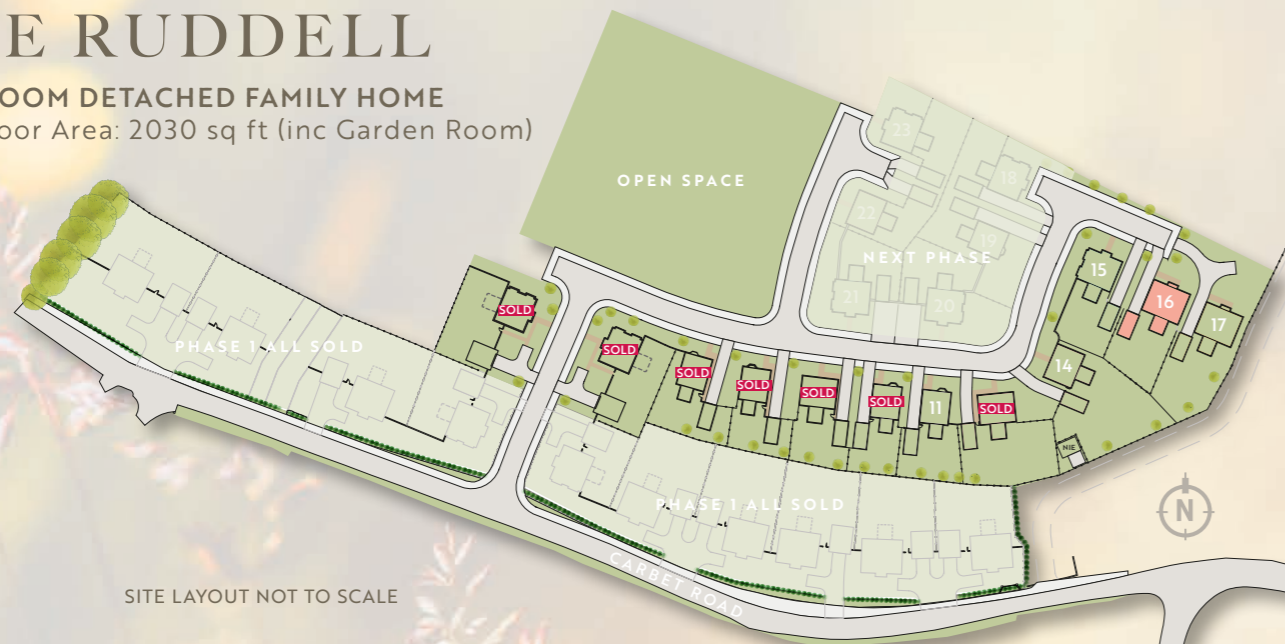 E RUDDELL
OOM DETACHED FAMILY HOME
oor Area: 2030 sq ft (inc Garden Room)
OPEN SPACE
23
18
22
19
NEXT PHASE
21
20
15
16
17
14
SOLD
SOLD
SOLD
SOLD
SOLD
SOLD
11
SOLD
NIE
PHASE 1 ALL SOLD
PHASE 1 ALL SOLD
CARBET ROAD
N
SITE LAYOUT NOT TO SCALE